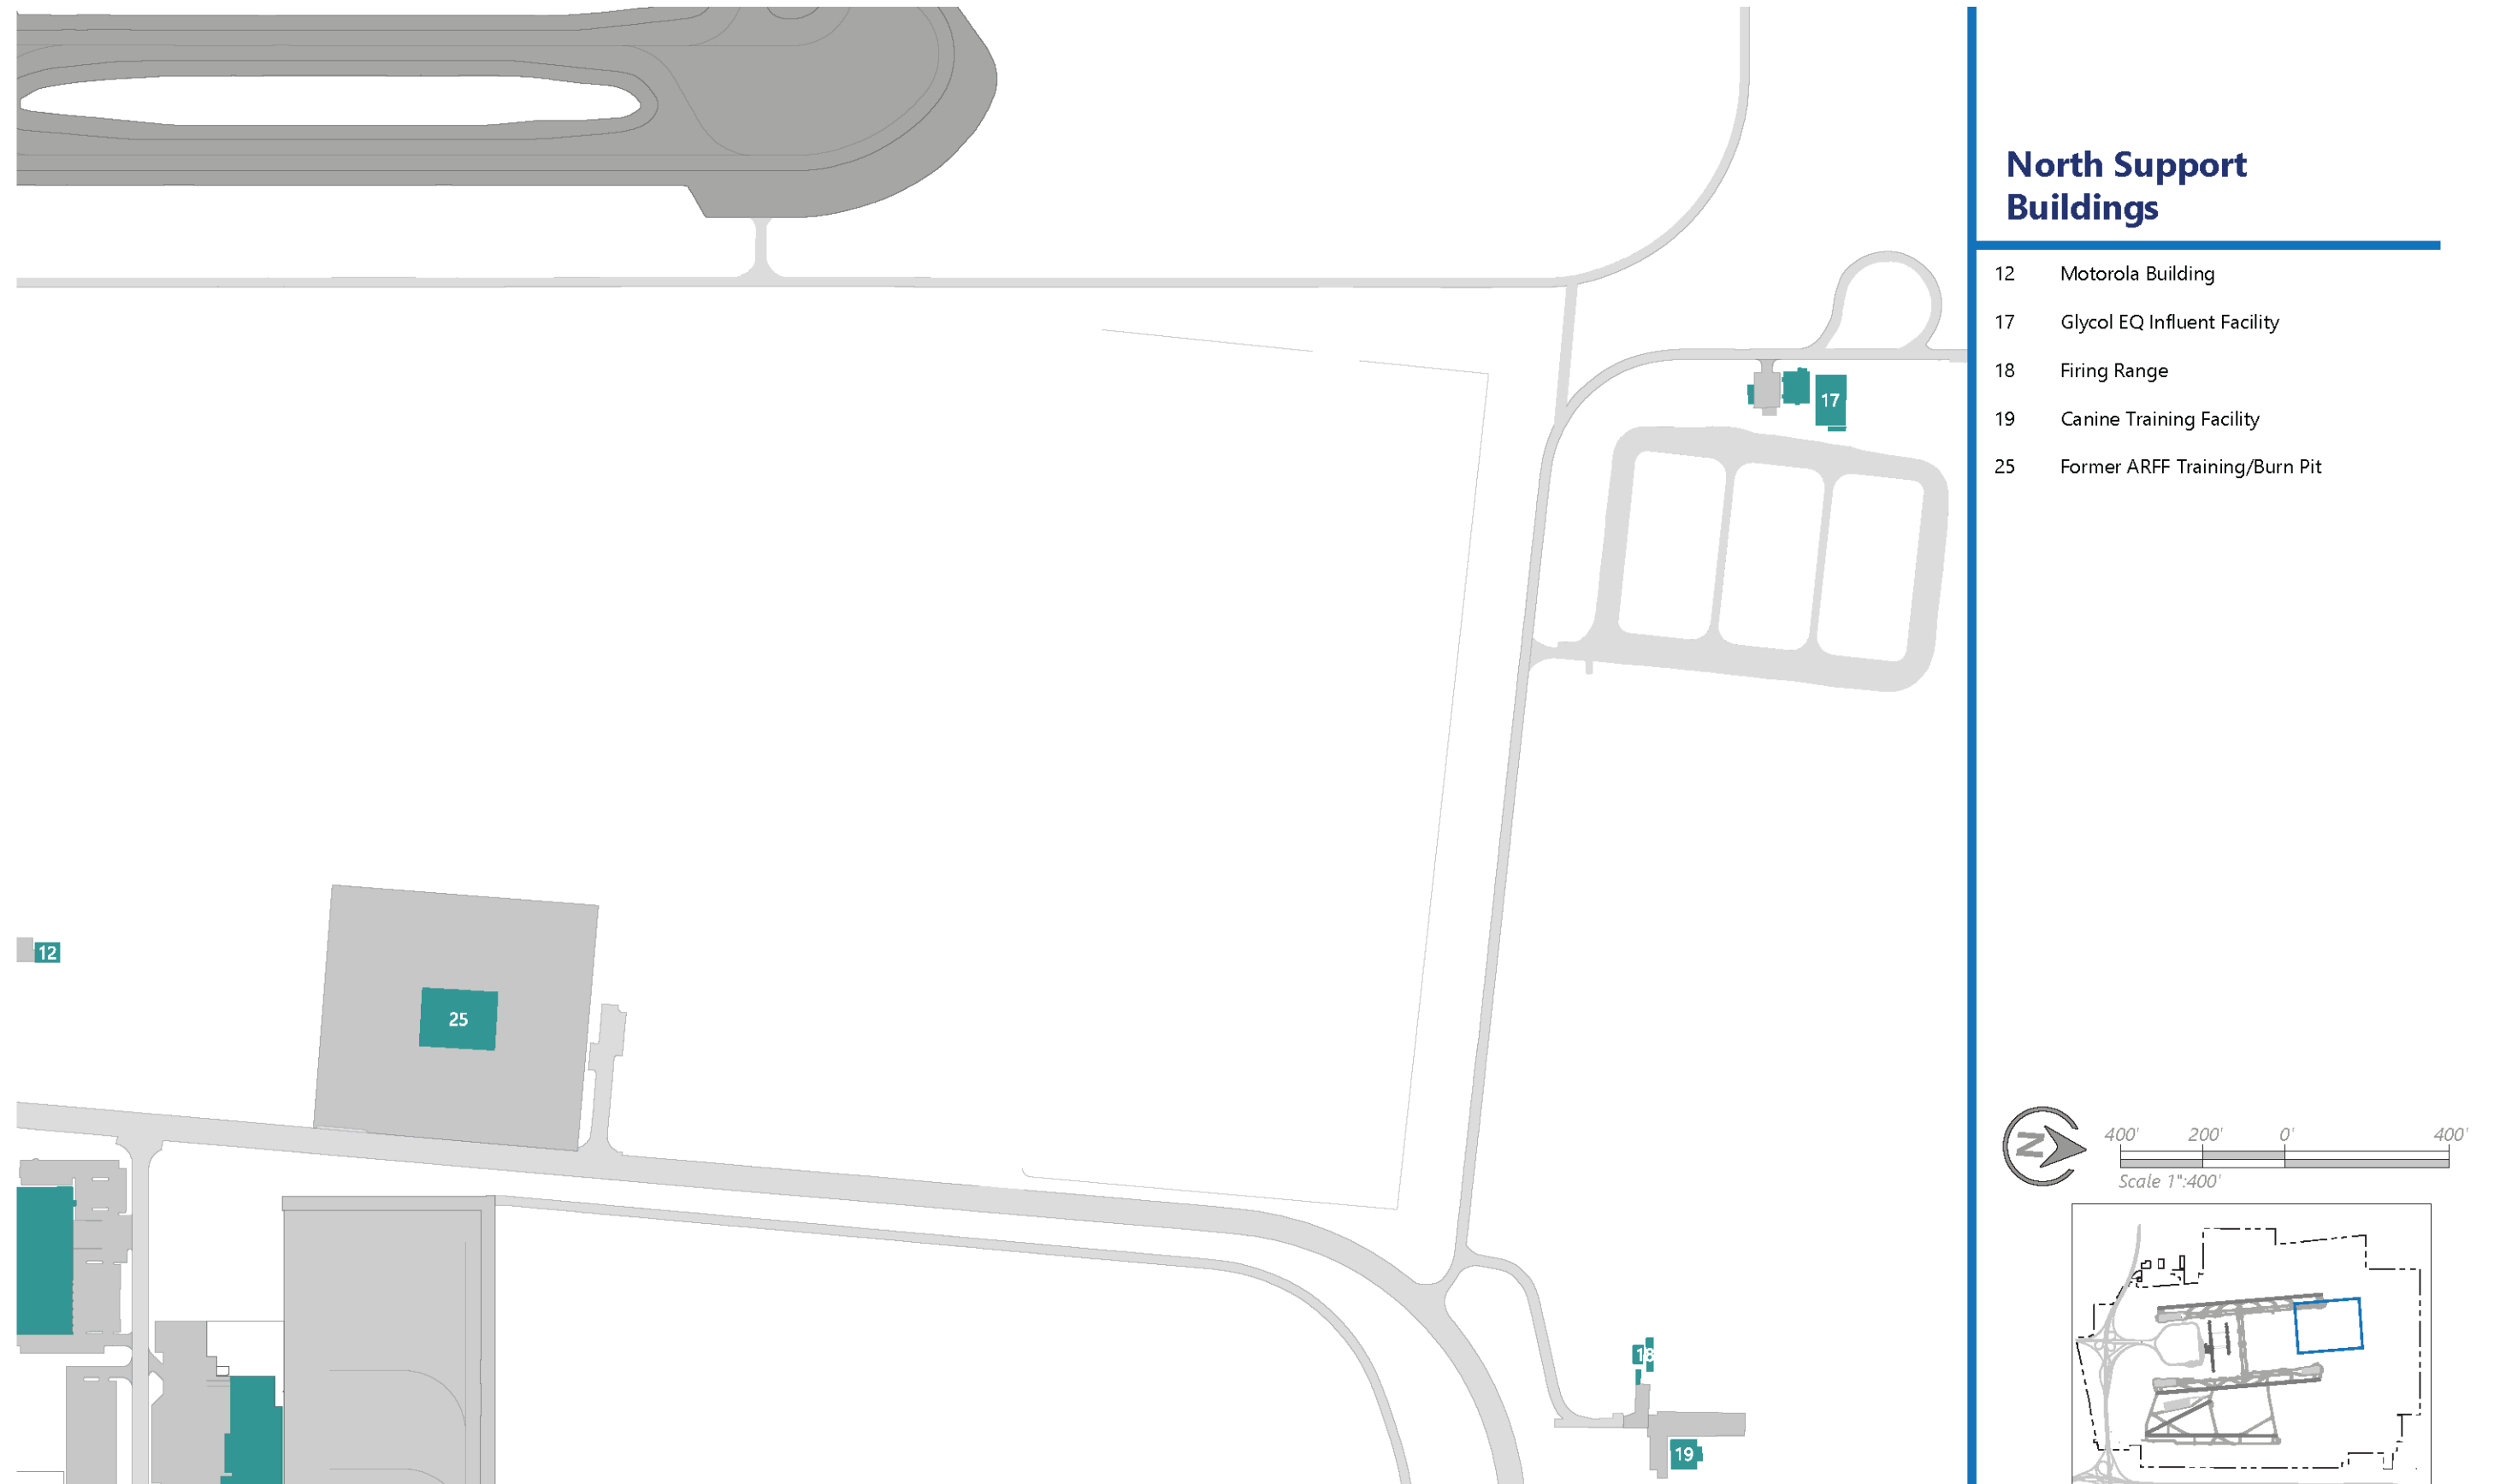 North Support
Buildings
12 Motorola Building
17 Glycol EQ Influent Facility
18 Firing Range
19 Canine Training Facility
25 Former ARFF Training/Burn Pit
17
12
25
18
19
N
400' 200' 0' 400'
Scale 1":400'